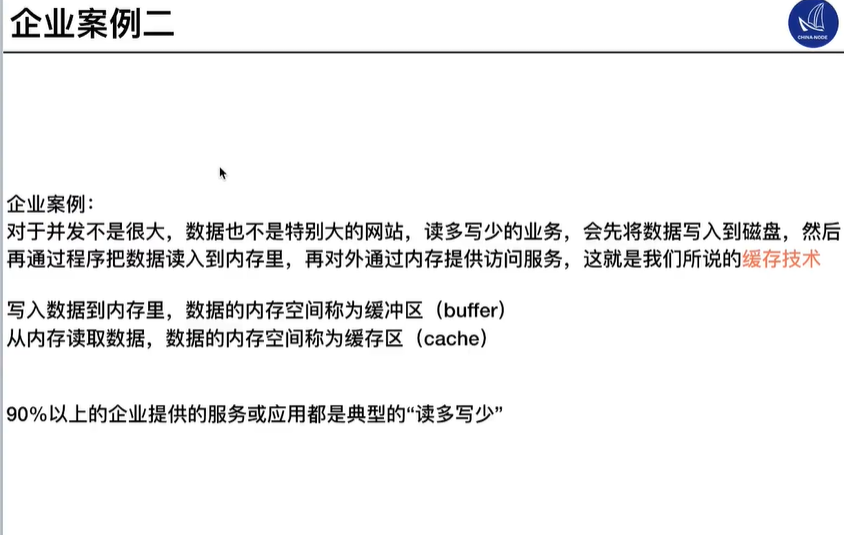 企业案例二
CHINA-NODE
企业案例：
对于并发不是很大，数据也不是特别大的网站，读多写少的业务，会先将数据写入到磁盘，然后
再通过程序把数据读入到内存里，再对外通过内存提供访问服务，这就是我们所说的缓存技术
写入数据到内存里，数据的内存空间称为缓冲区（buffer）
从内存读取数据，数据的内存空间称为缓存区（cache）
90%以上的企业提供的服务或应用都是典型的“读多写少”